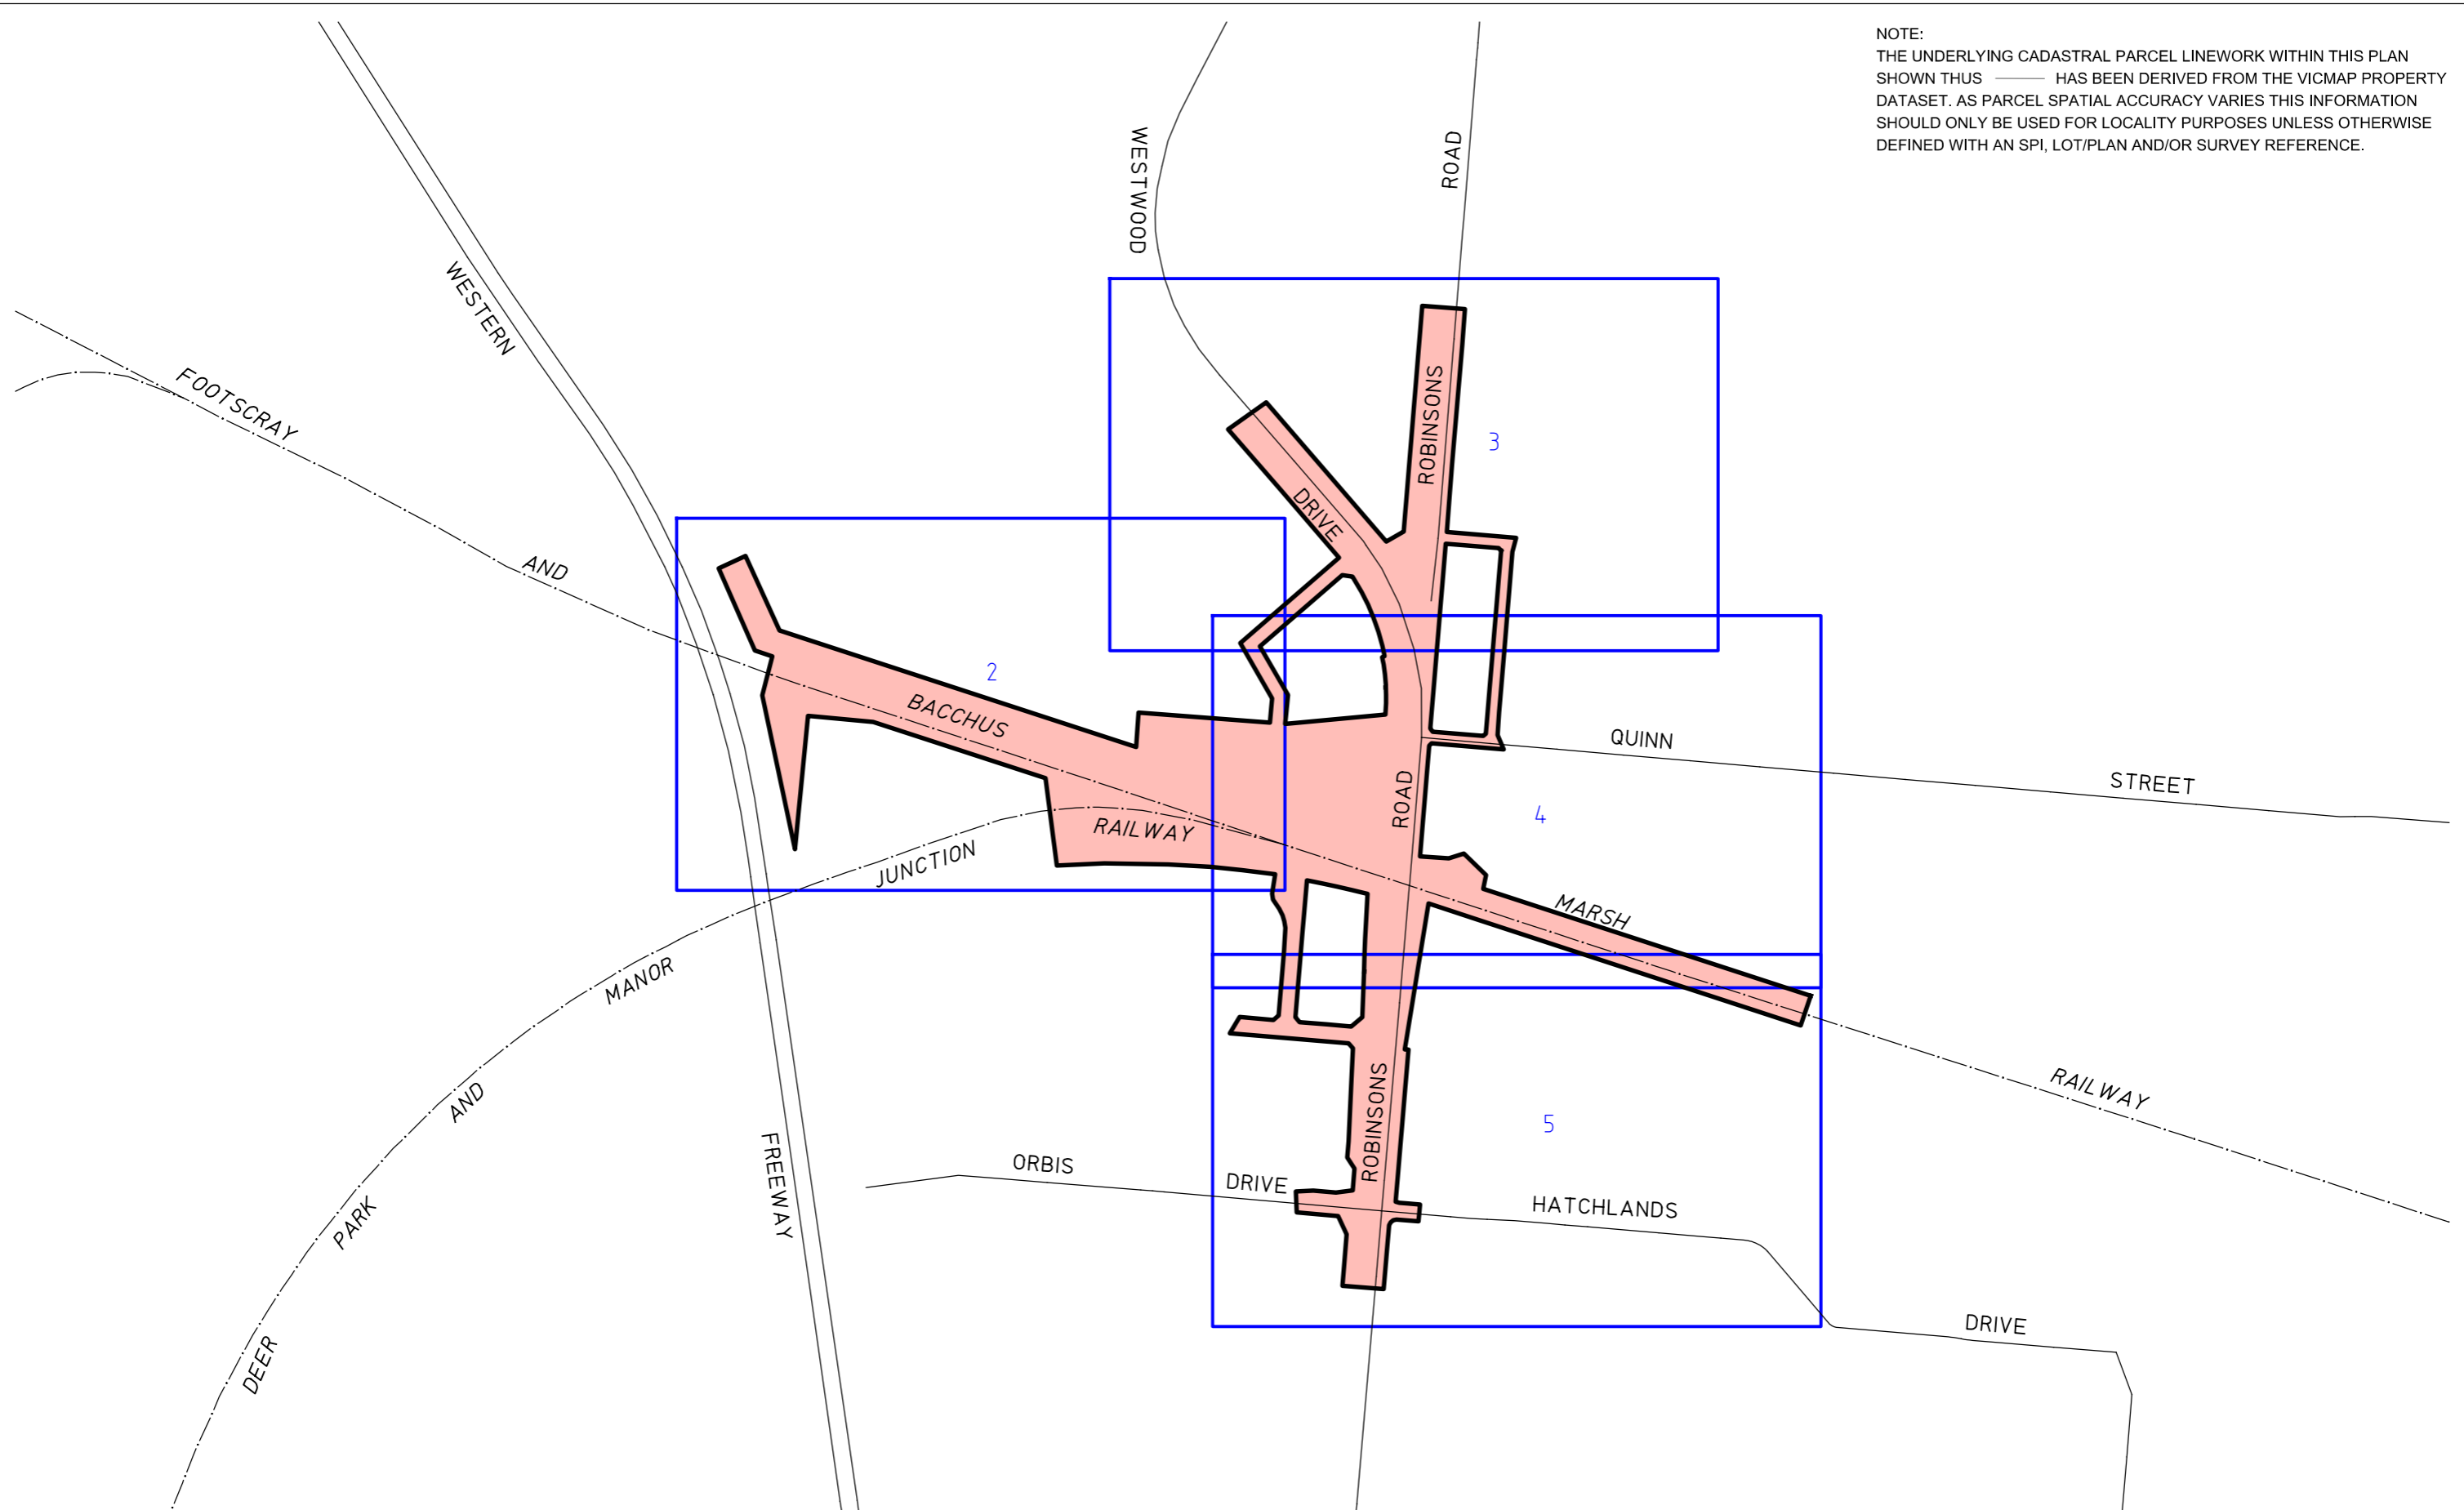 NOTE:
THE UNDERLYING CADASTRAL PARCEL LINEWORK WITHIN THIS PLAN
SHOWN THUS HAS BEEN DERIVED FROM THE VICMAP PROPERTY
DATASET. AS PARCEL SPATIAL ACCURACY VARIES THIS INFORMATION
SHOULD ONLY BE USED FOR LOCALITY PURPOSES UNLESS OTHERWISE
DEFINED WITH AN SPI, LOT/PLAN AND/OR SURVEY REFERENCE.
WESTWOOD
ROAD
WESTERN
FOOTSCRAY
ROBINSONS
3
DRIVE
AND
2
BACCHUS
QUINN
STREET
ROAD
4
RAILWAY
JUNCTION
MARSH
MANOR
AND
RAILWAY
ROBINSONS
5
FREEWAY
ORBIS
DRIVE
HATCHLANDS
PARK
DRIVE
DEER